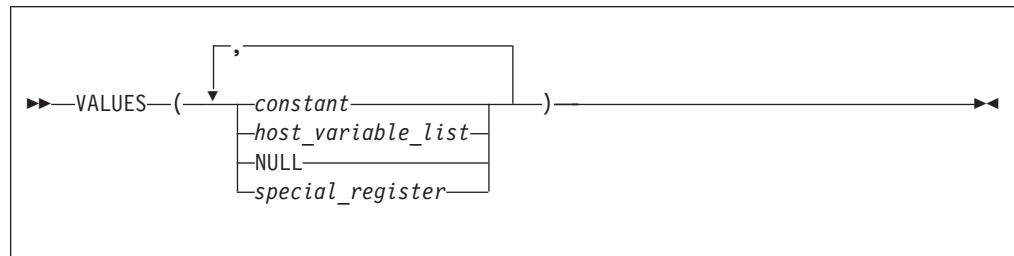 ,
VALUES ( constant )
host_variable_list
NULL
special_register